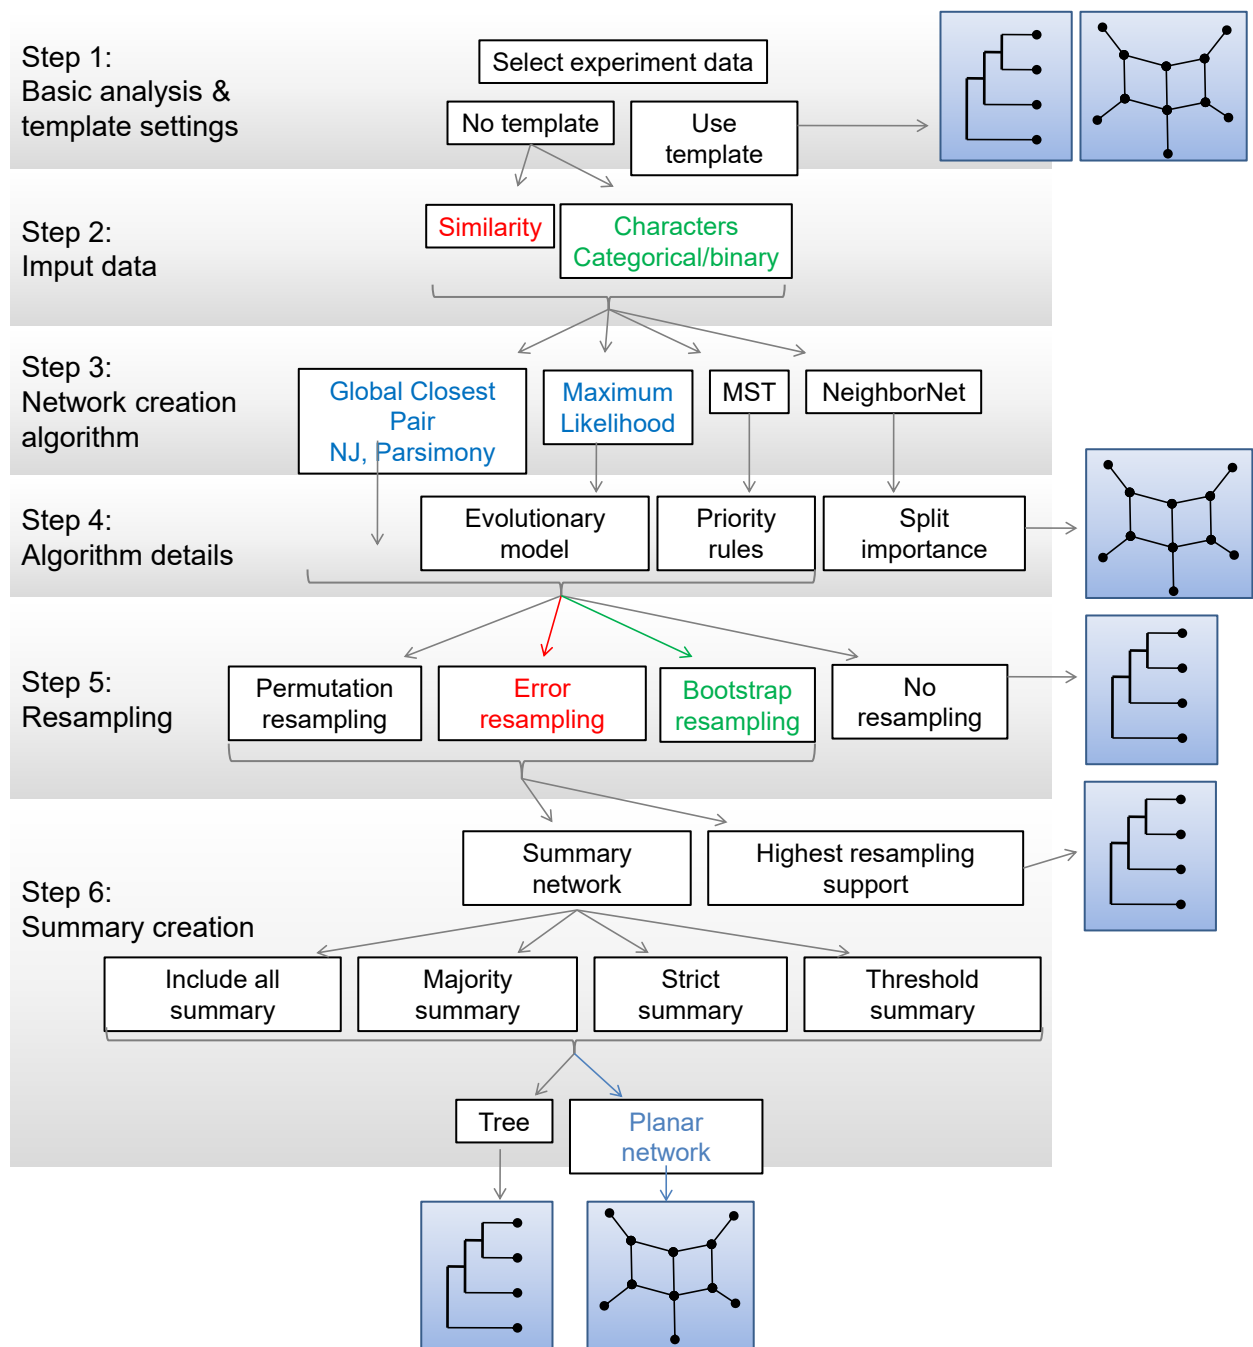 Step 1:
Basic analysis &
template settings
Select experiment data
No template
Use
template
Step 2:
Imput data
Similarity
Characters
Categorical/binary
Step 3:
Network creation
algorithm
Global Closest
Pair
NJ, Parsimony
Maximum
Likelihood
MST
NeighborNet
Step 4:
Algorithm details
Evolutionary
model
Priority
rules
Split
importance
Step 5:
Resampling
Permutation
resampling
Error
resampling
Bootstrap
resampling
No
resampling
Step 6:
Summary creation
Summary
network
Highest resampling
support
Include all
summary
Majority
summary
Strict
summary
Threshold
summary
Tree
Planar
network